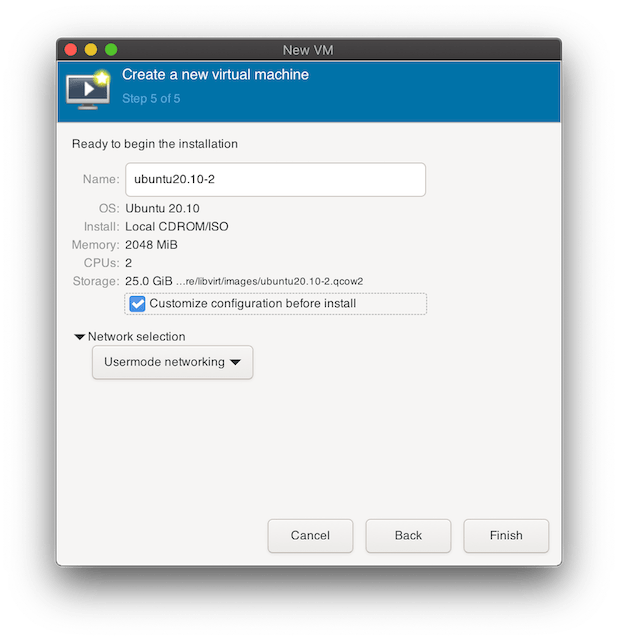 New VM
Create a new virtual machine
Step 5 of 5
Ready to begin the installation
Name: ubuntu20.10-2
OS: Ubuntu 20.10
Install: Local CDROM/ISO
Memory: 2048 MiB
CPUs: 2
Storage: 25.0 GiB ...re/libvirt/images/ubuntu20.10-2.qcow2
Customize configuration before install
Network selection
Usermode networking
Cancel Back Finish